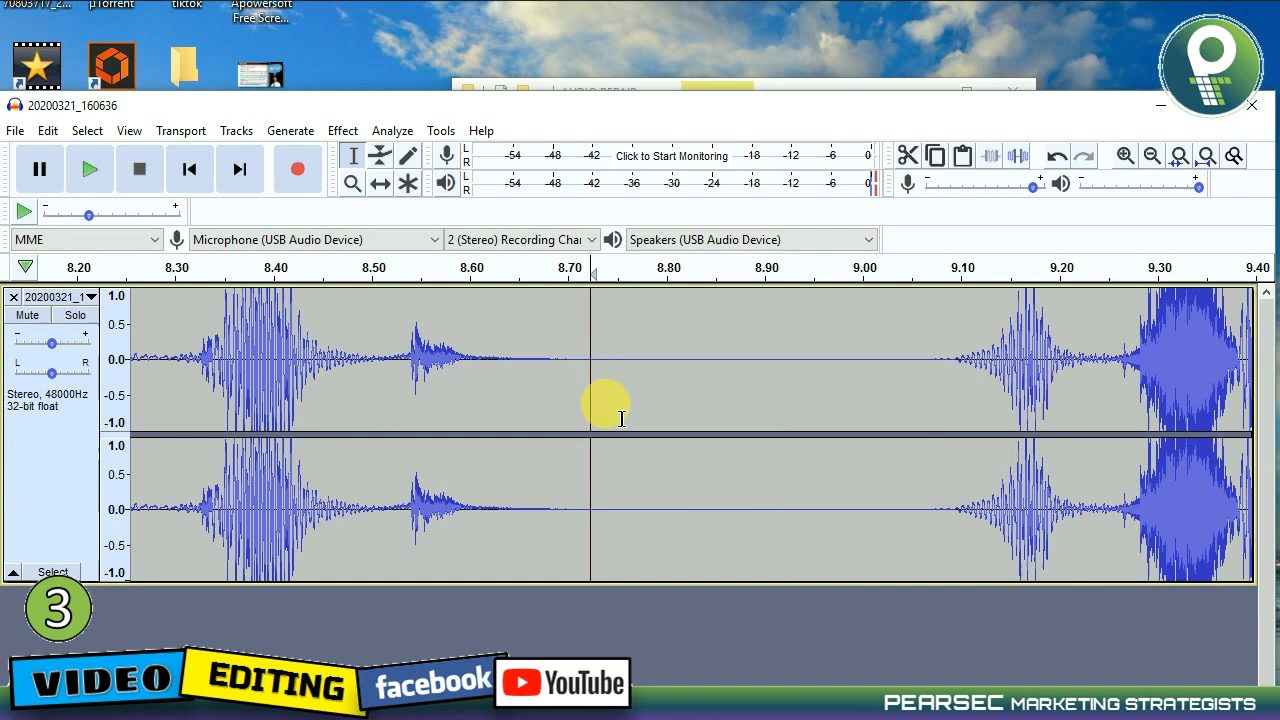 70803717_2...
µTorrent
tiktok
Apowersoft
Free Scre...
20200321_160636
File Edit Select View Transport Tracks Generate Effect Analyze Tools Help
L
R
-54 -48 -42 Click to Start Monitoring -18 -12 -6 0
L
R
-54 -48 -42 -36 -30 -24 -18 -12 -6 0
- +
- +
- +
MME
Microphone (USB Audio Device)
2 (Stereo) Recording Chai
Speakers (USB Audio Device)
8.20 8.30 8.40 8.50 8.60 8.70 8.80 8.90 9.00 9.10 9.20 9.30 9.40
20200321_1
Mute Solo
- +
L R
Stereo, 48000Hz
32-bit float
Select
1.0
0.5
0.0
-0.5
-1.0
1.0
0.5
0.0
-0.5
-1.0
3
VIDEO EDITING facebook YouTube
PEARSEC MARKETING STRATEGISTS